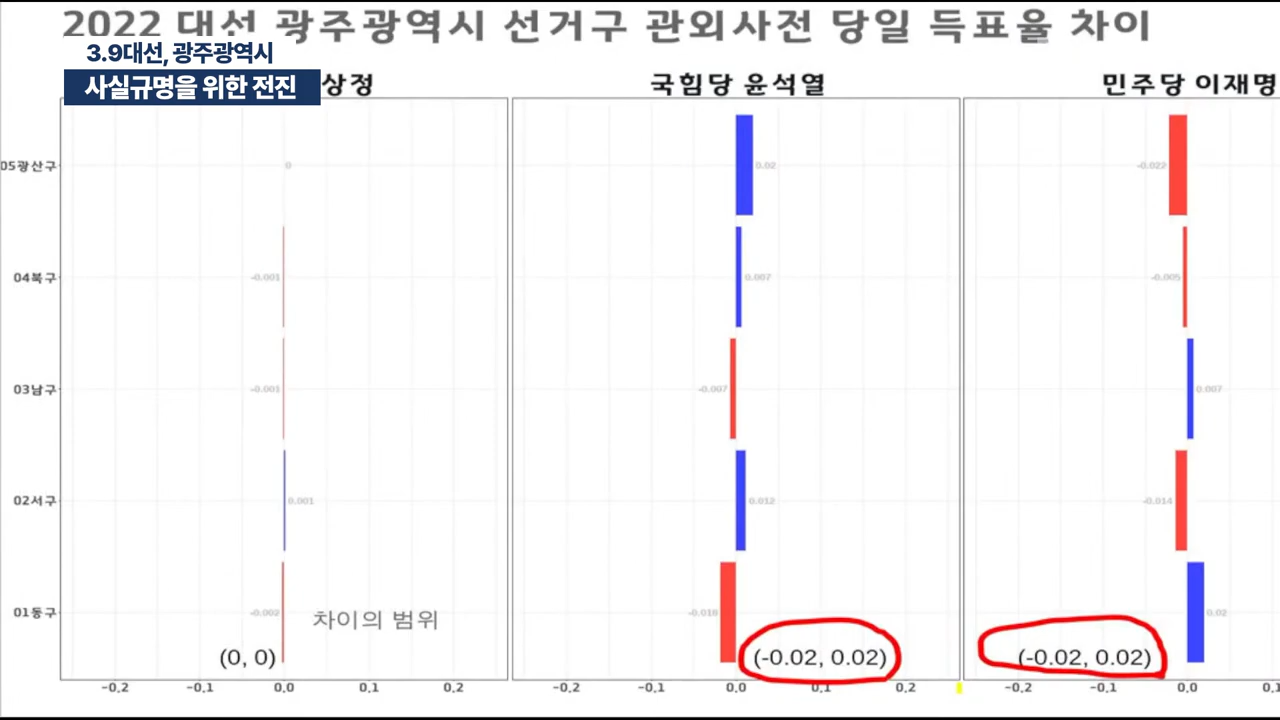 2022 대선 광주광역시 선거구 관외사전 당일 득표율 차이
3.9대선, 광주광역시
사실규명을 위한 전진
상정
국힘당 윤석열
민주당 이재명
05광산구
0
0.02
-0.022
04북구
-0.001
0.007
-0.005
03남구
-0.001
-0.007
0.007
02서구
0.001
0.012
-0.014
01동구
-0.002
차이의 범위
-0.018
0.02
(0, 0)
(-0.02, 0.02)
(-0.02, 0.02)
-0.2 -0.1 0.0 0.1 0.2
-0.2 -0.1 0.0 0.1 0.2
-0.2 -0.1 0.0